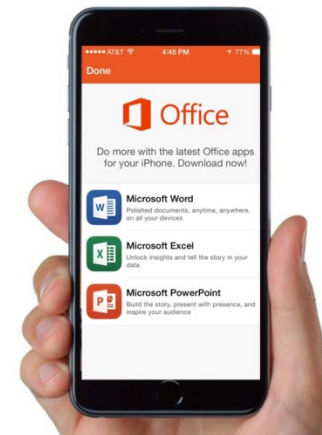 AT&T 4:45 PM 77%
Done
Office
Do more with the latest Office apps
for your iPhone. Download now!
W
Microsoft Word
Polished documents, anytime, anywhere,
on all your devices
X
Microsoft Excel
Unlock insights and tell the story in your
data
P
Microsoft PowerPoint
Build the story, present with presence, and
inspire your audience